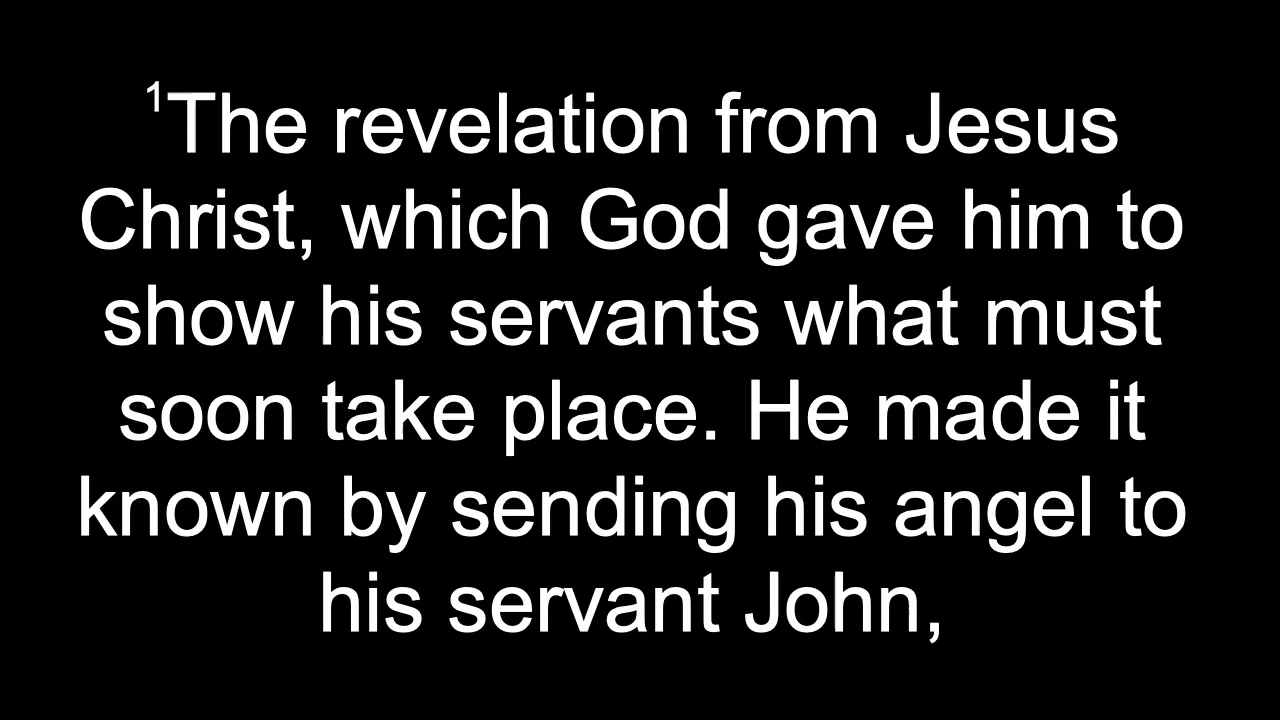 ¹The revelation from Jesus
Christ, which God gave him to
show his servants what must
soon take place. He made it
known by sending his angel to
his servant John,